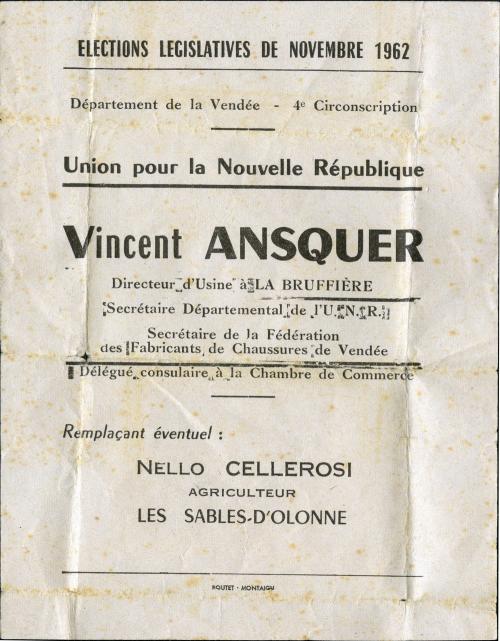 ELECTIONS LEGISLATIVES DE NOVEMBRE 1962
Département de la Vendée - 4e Circonscription
Union pour la Nouvelle République
Vincent ANSQUER
Directeur d'Usine à LA BRUFFIÈRE
Secrétaire Départemental de l'U.N.R.
Secrétaire de la Fédération
des Fabricants de Chaussures de Vendée
Délégué consulaire à la Chambre de Commerce
Remplaçant éventuel :
NELLO CELLEROSI
AGRICULTEUR
LES SABLES-D'OLONNE
ROUTET - MONTAIGU